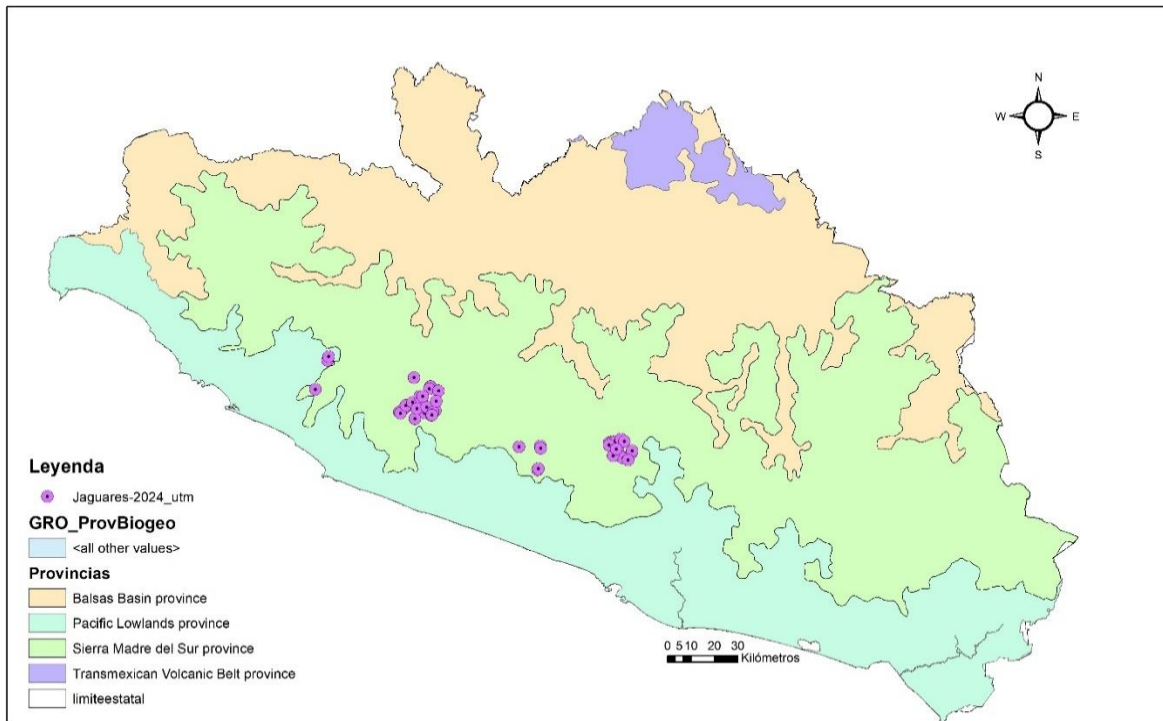 N
W E
S
Leyenda
Jaguares-2024_utm
GRO_ProvBiogeo
<all other values>
Provincias
Balsas Basin province
Pacific Lowlands province
Sierra Madre del Sur province
Transmexican Volcanic Belt province
limiteestatal
0 5 10 20 30
Kilómetros